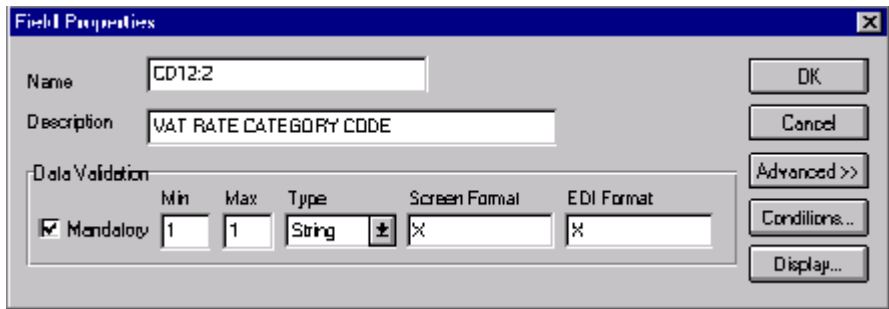 Field Properties
Name CD12:2 OK
Description VAT RATE CATEGORY CODE Cancel
Data Validation Advanced >>
Min Max Type Screen Format EDI Format
Mandatory 1 1 String X X Conditions...
Display...